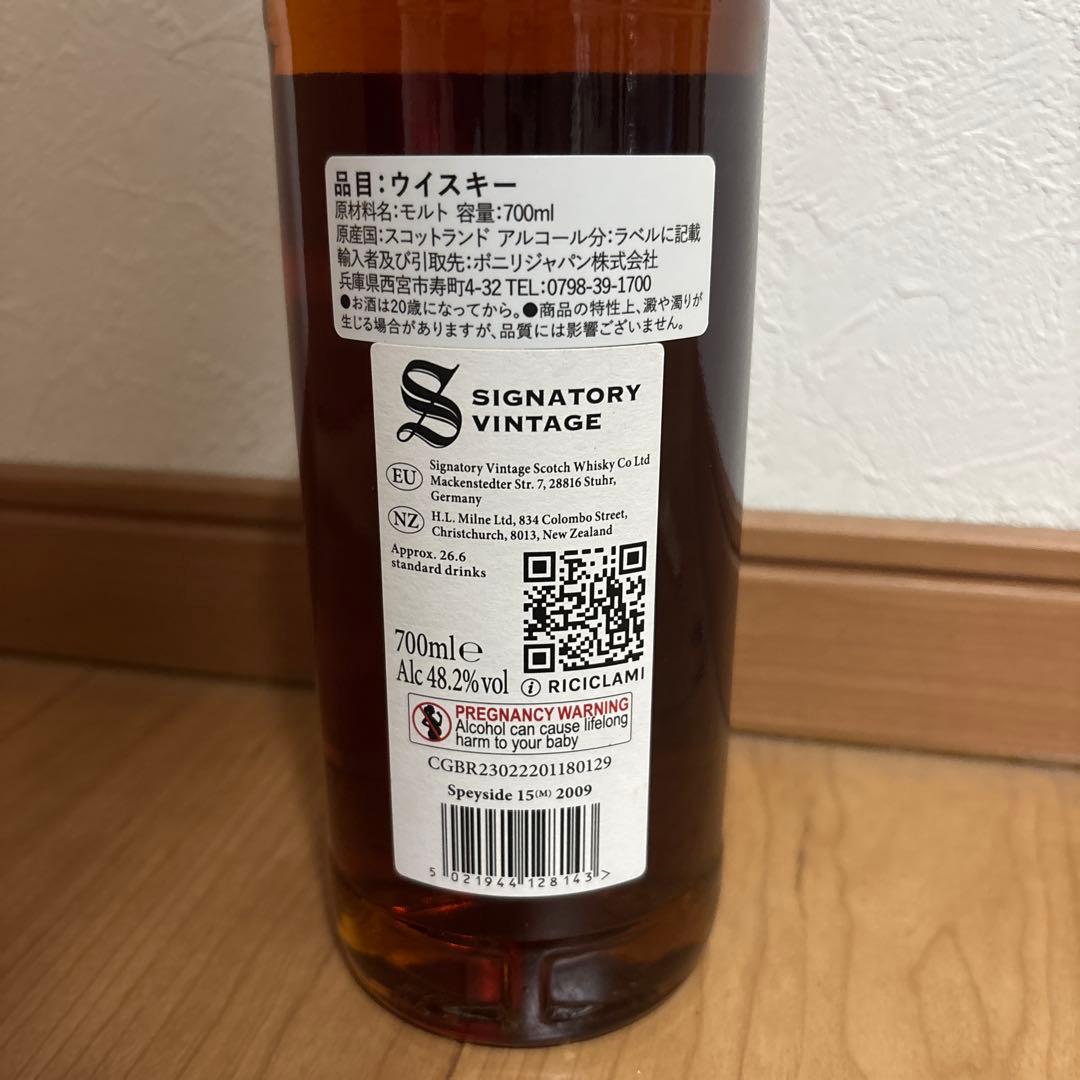 品目:ウイスキー
原材料名:モルト 容量:700ml
原産国:スコットランド アルコール分:ラベルに記載
輸入者及び引取先:ボニリジャパン株式会社
兵庫県西宮市寿町4-32 TEL:0798-39-1700
●お酒は20歳になってから。●商品の特性上、澱や濁りが
生じる場合がありますが、品質には影響ございません。
S SIGNATORY
VINTAGE
EU Signatory Vintage Scotch Whisky Co Ltd
Mackenstedter Str. 7, 28816 Stuhr,
Germany
NZ H.L. Milne Ltd, 834 Colombo Street,
Christchurch, 8013, New Zealand
Approx. 26.6
standard drinks
700ml℮
Alc 48.2% vol
i RICICLAMI
PREGNANCY WARNING
Alcohol can cause lifelong
harm to your baby
CGBR23022201180129
Speyside 15(M) 2009
5 021944 128143 >